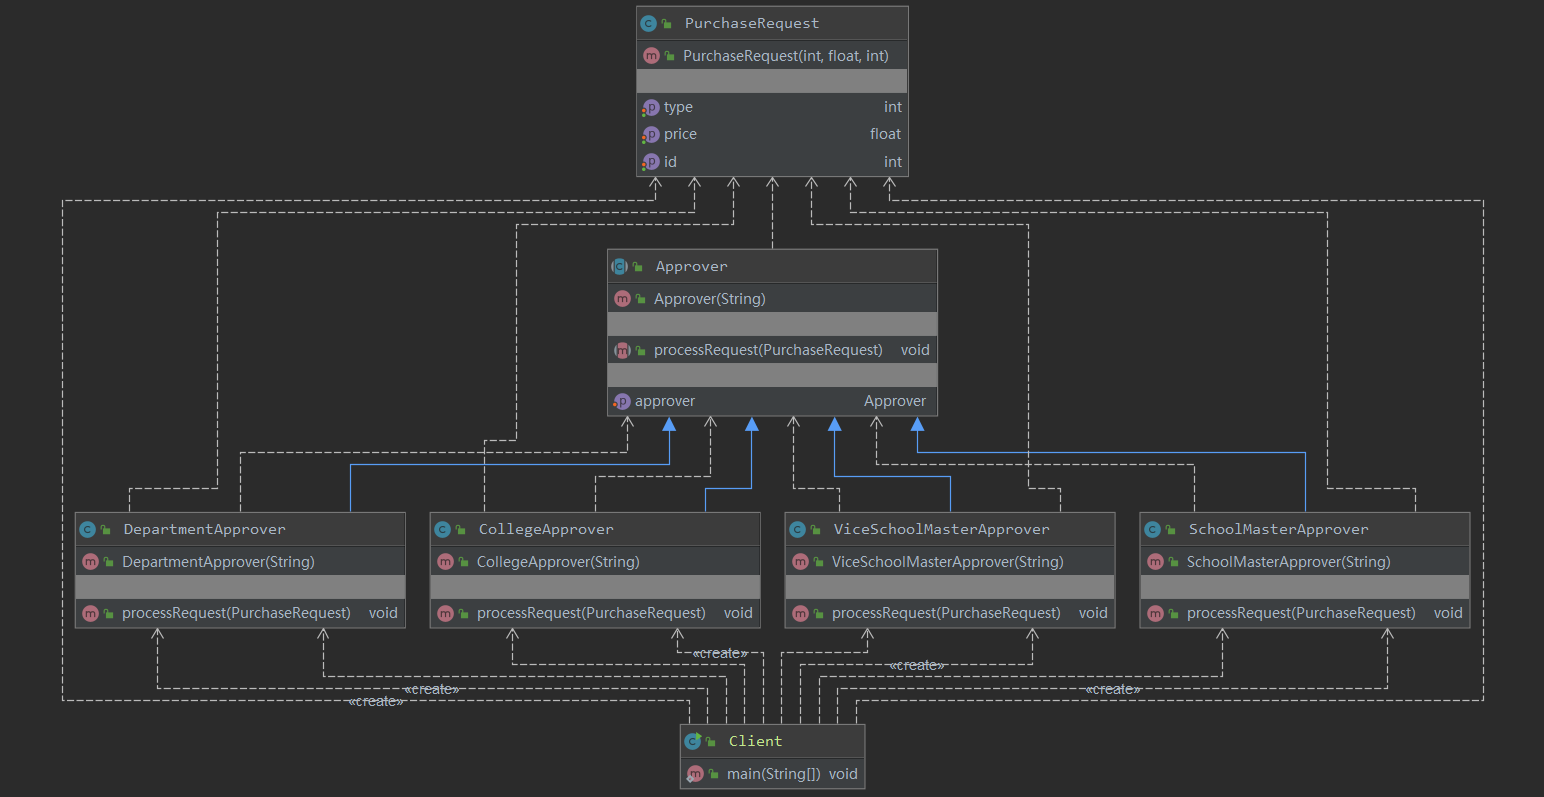 PurchaseRequest
PurchaseRequest(int, float, int)
type int
price float
id int
Approver
Approver(String)
processRequest(PurchaseRequest) void
approver Approver
DepartmentApprover
DepartmentApprover(String)
processRequest(PurchaseRequest) void
CollegeApprover
CollegeApprover(String)
processRequest(PurchaseRequest) void
ViceSchoolMasterApprover
ViceSchoolMasterApprover(String)
processRequest(PurchaseRequest) void
SchoolMasterApprover
SchoolMasterApprover(String)
processRequest(PurchaseRequest) void
«create»
«create»
«create»
«create»
«create»
Client
main(String[]) void